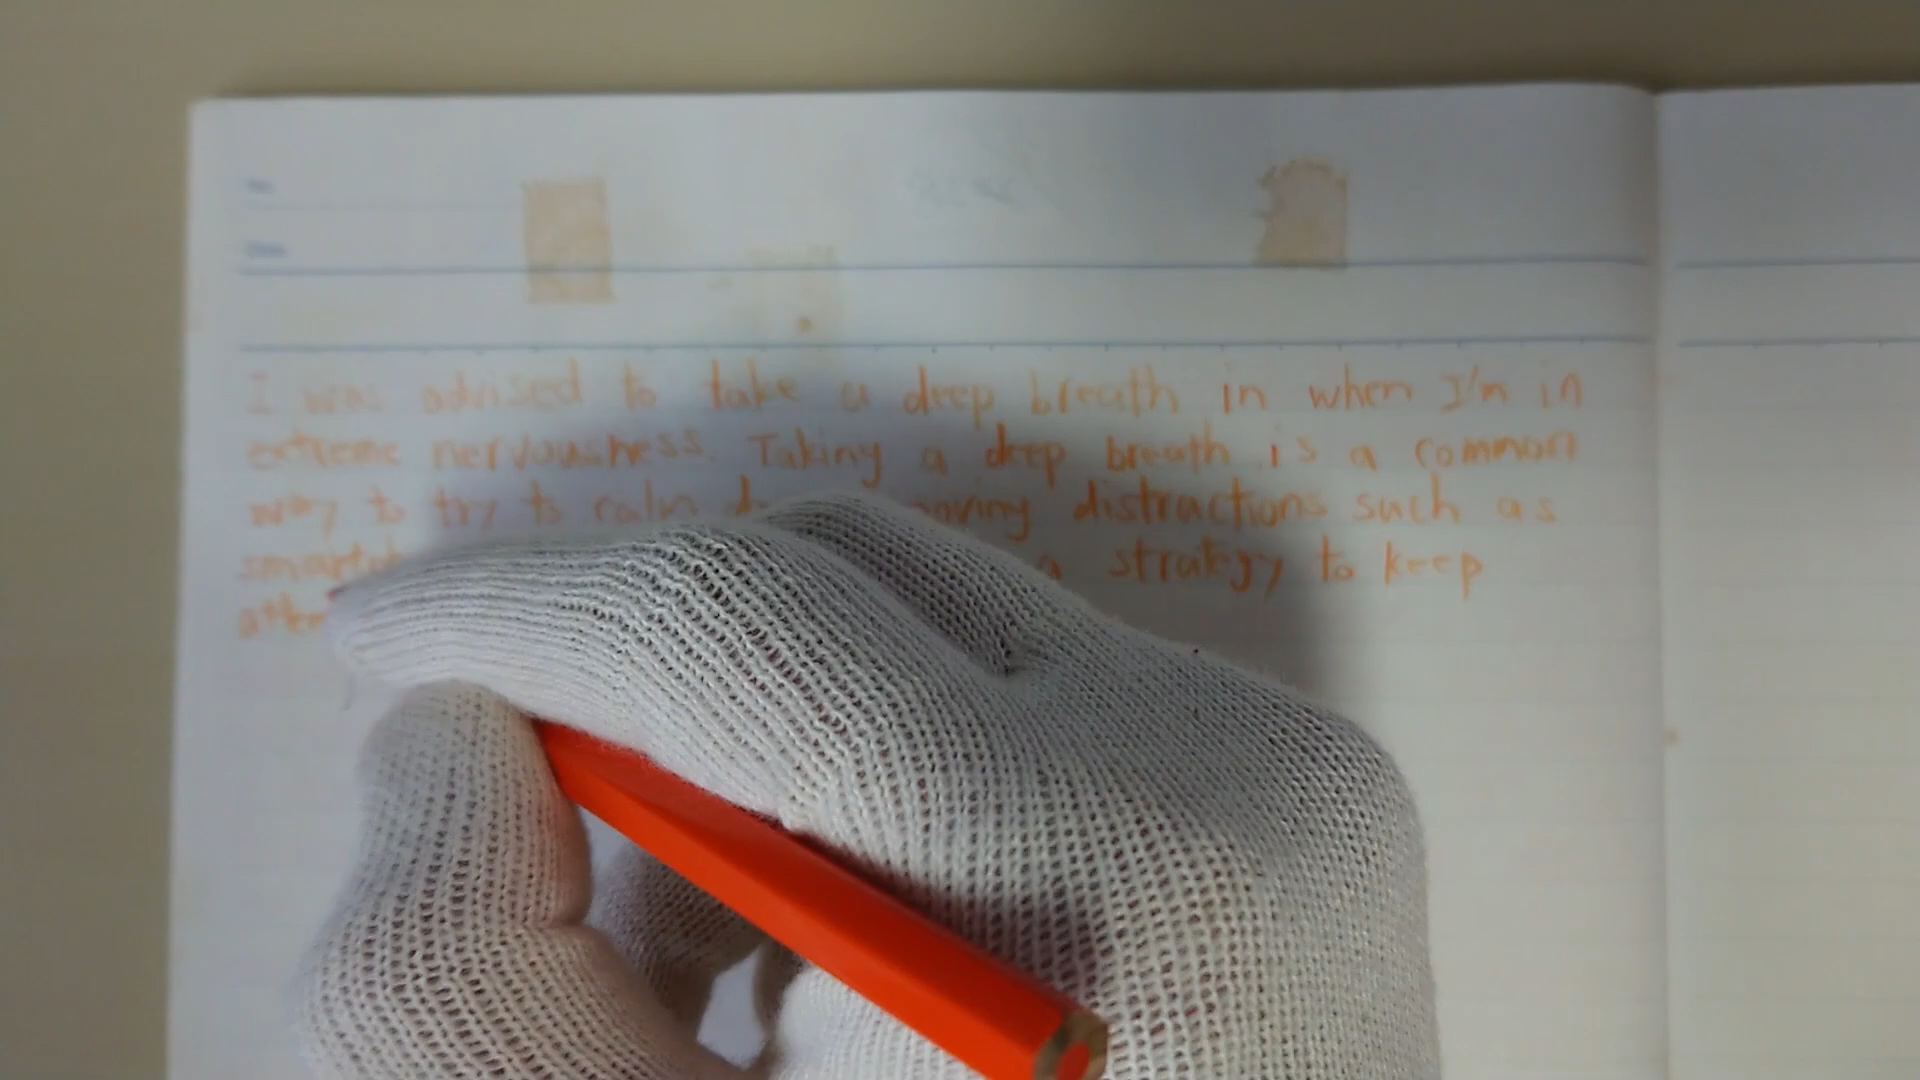 I was advised to take a deep breath in when I'm in
extreme nervousness. Taking a deep breath is a common
way to try to calm distractions such as
a strategy to keep